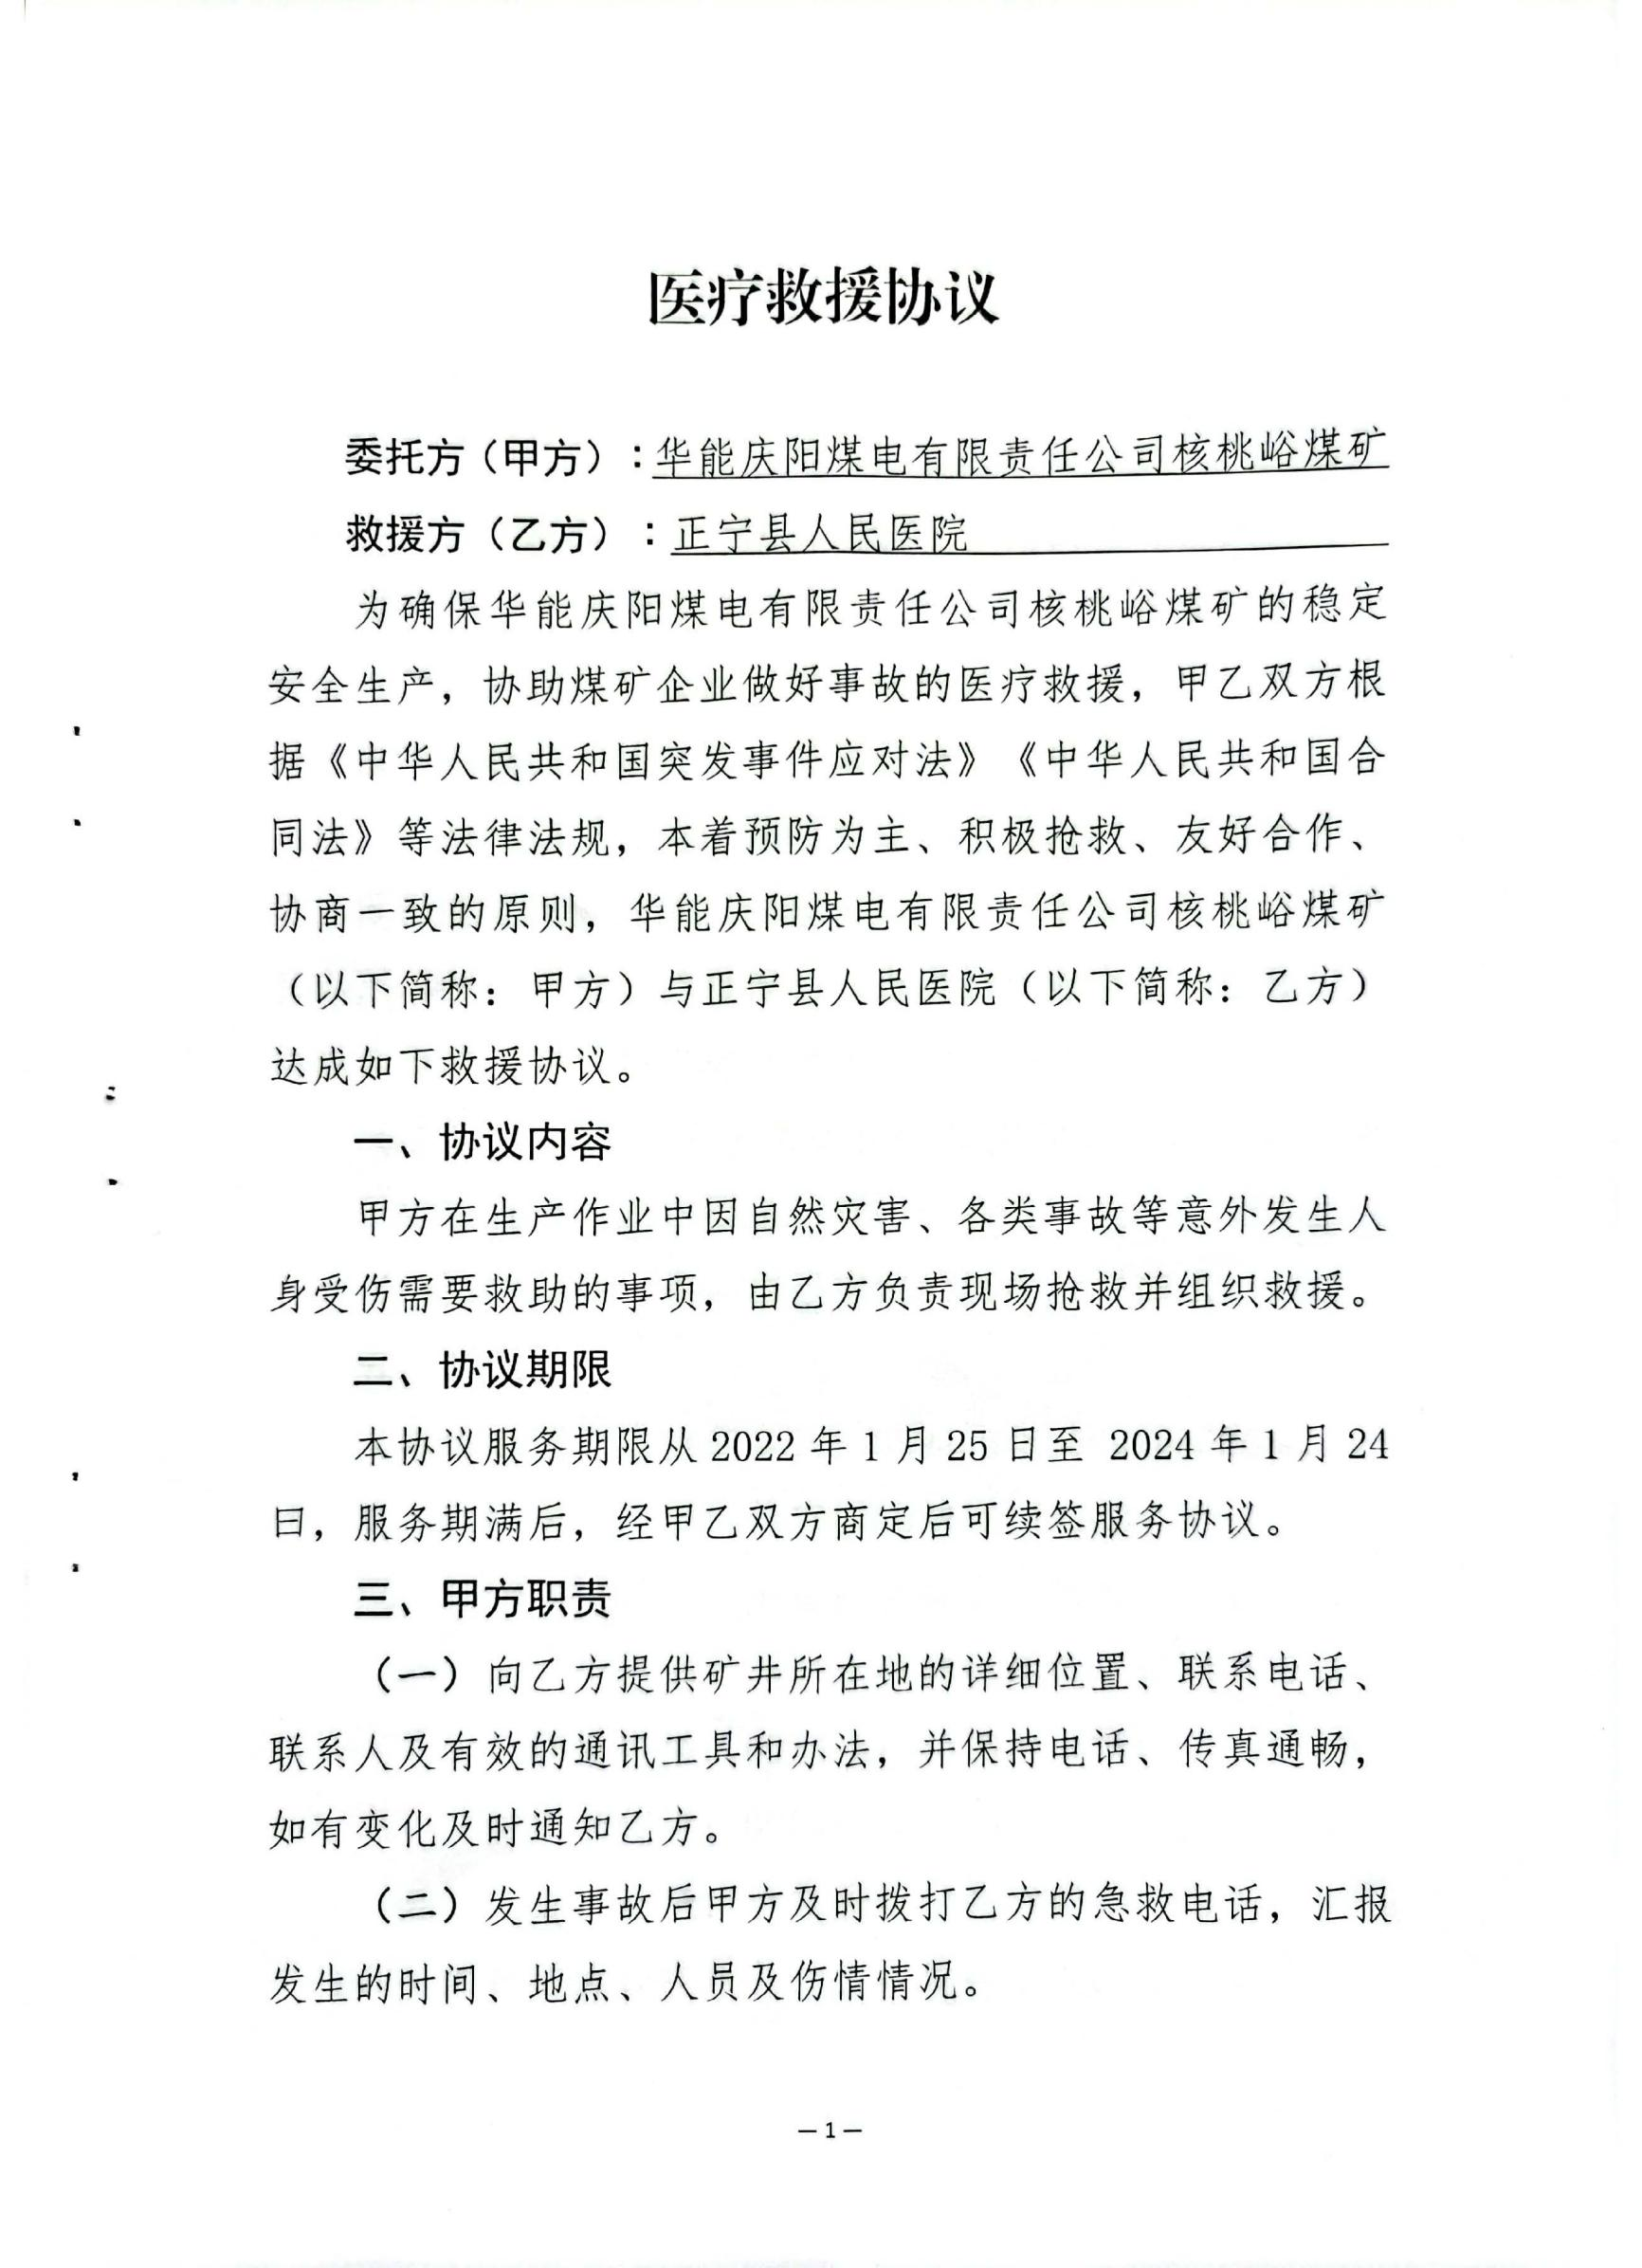 医疗救援协议
委托方（甲方）:华能庆阳煤电有限责任公司核桃峪煤矿
救援方（乙方）:正宁县人民医院
为确保华能庆阳煤电有限责任公司核桃峪煤矿的稳定
安全生产，协助煤矿企业做好事故的医疗救援，甲乙双方根
据《中华人民共和国突发事件应对法》《中华人民共和国合
同法》等法律法规，本着预防为主、积极抢救、友好合作、
协商一致的原则，华能庆阳煤电有限责任公司核桃峪煤矿
（以下简称：甲方）与正宁县人民医院（以下简称：乙方）
达成如下救援协议。
一、协议内容
甲方在生产作业中因自然灾害、各类事故等意外发生人
身受伤需要救助的事项，由乙方负责现场抢救并组织救援。
二、协议期限
本协议服务期限从 2022 年 1 月 25 日至 2024 年 1 月 24
日，服务期满后，经甲乙双方商定后可续签服务协议。
三、甲方职责
（一）向乙方提供矿井所在地的详细位置、联系电话、
联系人及有效的通讯工具和办法，并保持电话、传真通畅，
如有变化及时通知乙方。
（二）发生事故后甲方及时拨打乙方的急救电话，汇报
发生的时间、地点、人员及伤情情况。
— 1 —